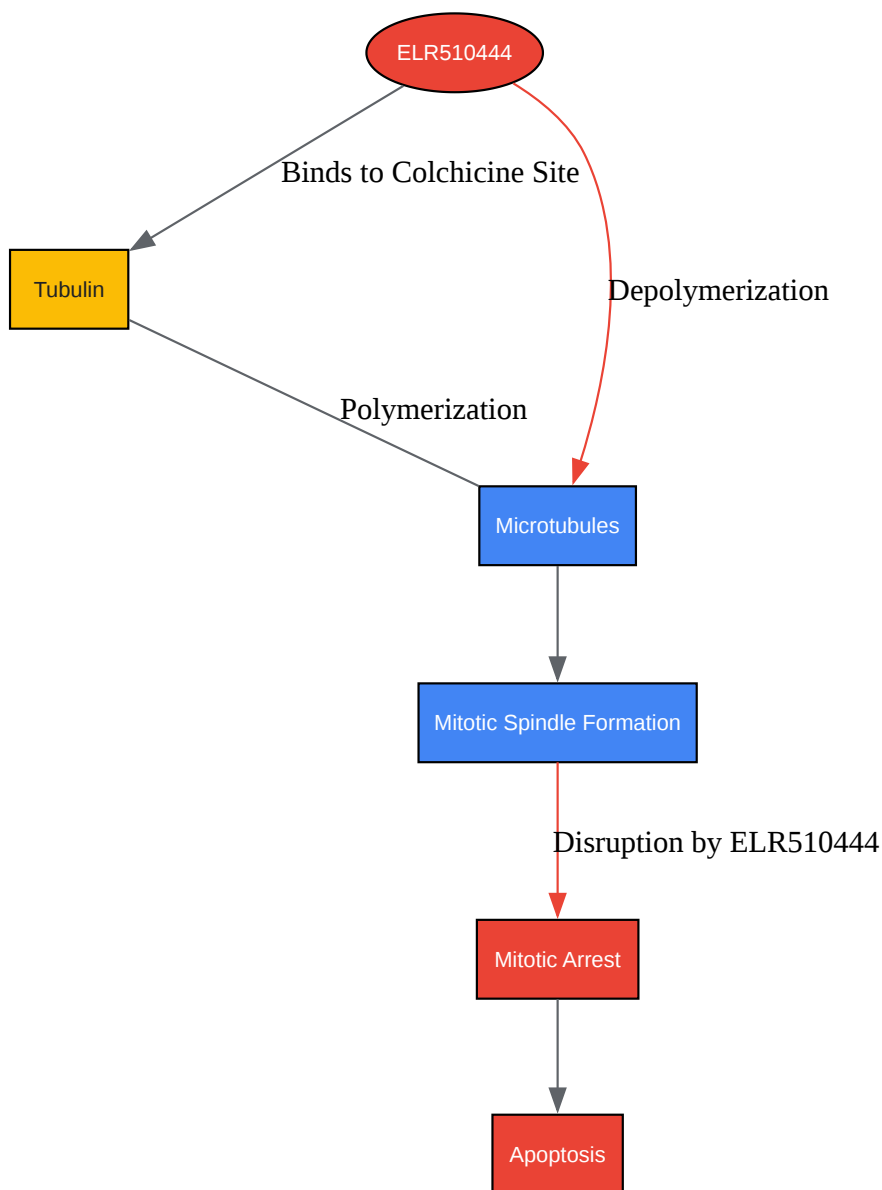 ELR510444
Binds to Colchicine Site
Tubulin
Depolymerization
Polymerization
Microtubules
Mitotic Spindle Formation
Disruption by ELR510444
Mitotic Arrest
Apoptosis